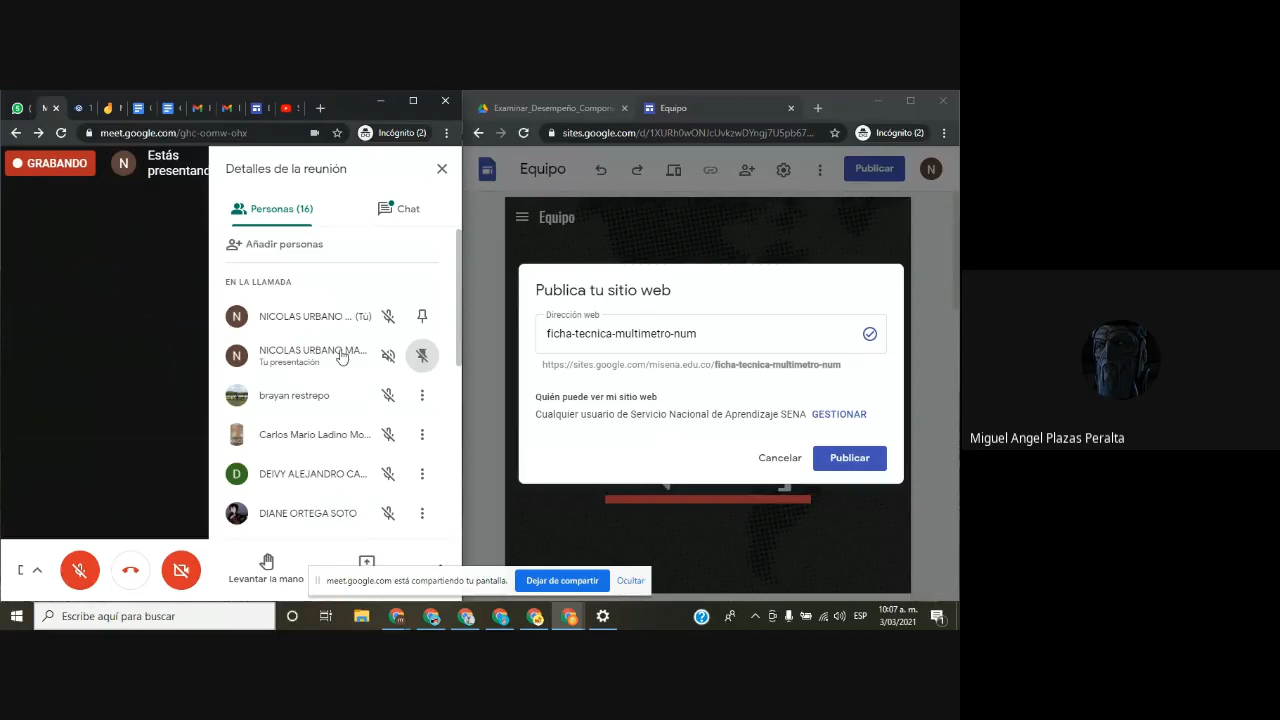 meet.google.com/ghc-oomw-ohx
Incógnito (2)
GRABANDO
N
Estás
presentand
Detalles de la reunión
Personas (16)
Chat
Añadir personas
EN LA LLAMADA
N
NICOLAS URBANO ... (Tú)
N
NICOLAS URBANO MA...
Tu presentación
brayan restrepo
Carlos Mario Ladino Mo...
D
DEIVY ALEJANDRO CA...
DIANE ORTEGA SOTO
Levantar la mano
Examinar_Desempeño_Compon
Equipo
Incógnito (2)
Equipo
Publicar
N
Equipo
Publica tu sitio web
Dirección web
ficha-tecnica-multimetro-num
https://sites.google.com/misena.edu.co/ficha-tecnica-multimetro-num
Quién puede ver mi sitio web
Cualquier usuario de Servicio Nacional de Aprendizaje SENA GESTIONAR
Cancelar
Publicar
meet.google.com está compartiendo tu pantalla.
Dejar de compartir
Ocultar
Escribe aquí para buscar
ESP
10:07 a. m.
3/03/2021
Miguel Angel Plazas Peralta